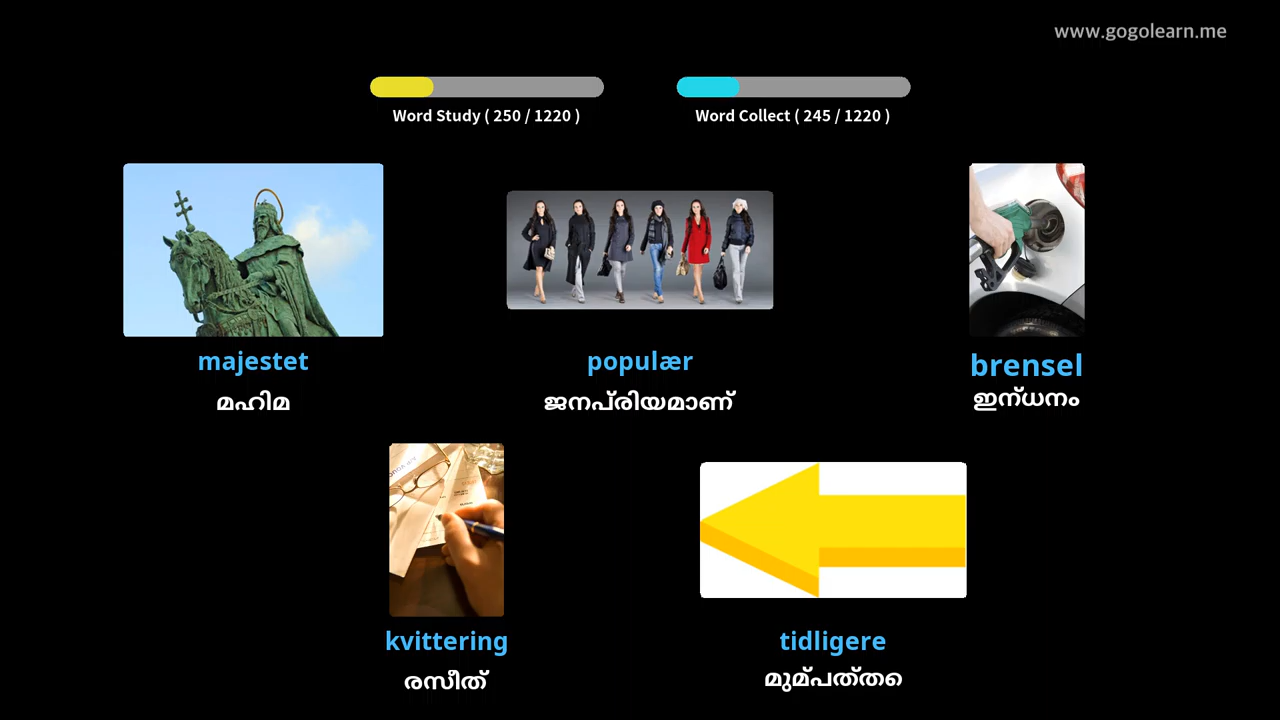 www.gogolearn.me
Word Study ( 250 / 1220 )
Word Collect ( 245 / 1220 )
majestet
populær
brensel
മഹിമ
ജനപ്രിയമാണ്
ഇന്ധനം
kvittering
tidligere
രസീത്
മുമ്പത്തെ